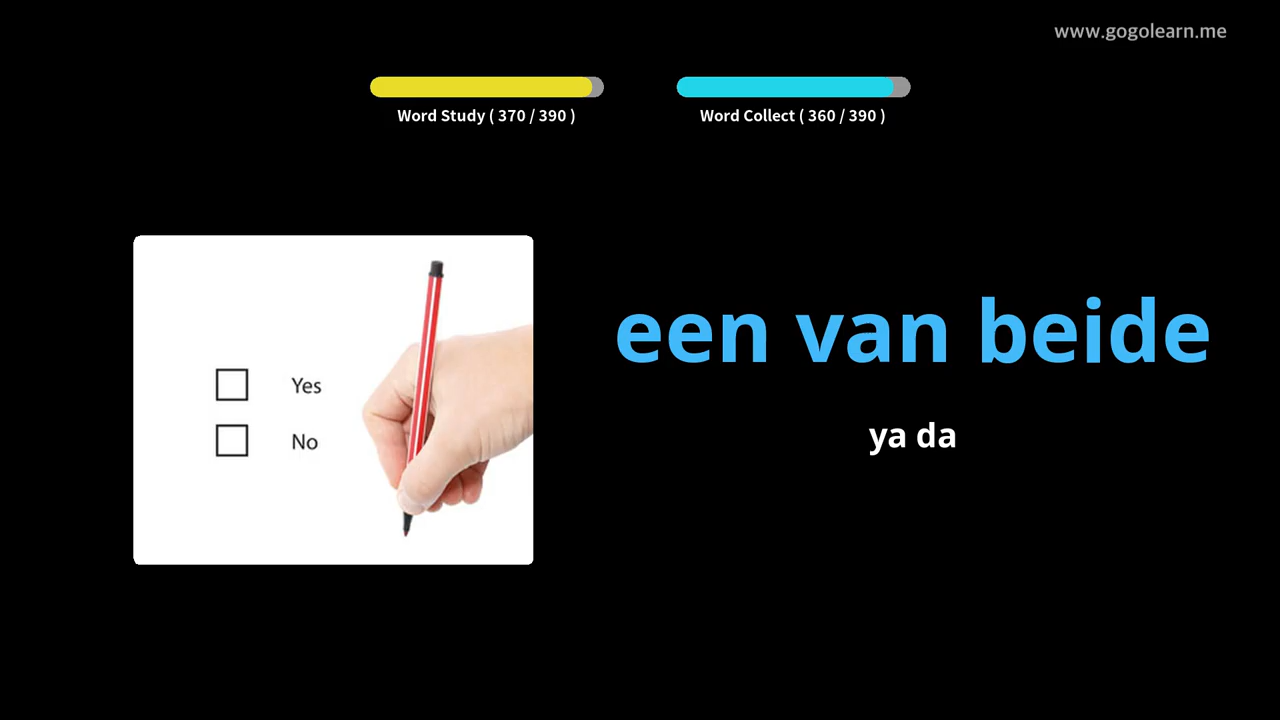 www.gogolearn.me
Word Study ( 370 / 390 )
Word Collect ( 360 / 390 )
Yes
No
een van beide
ya da